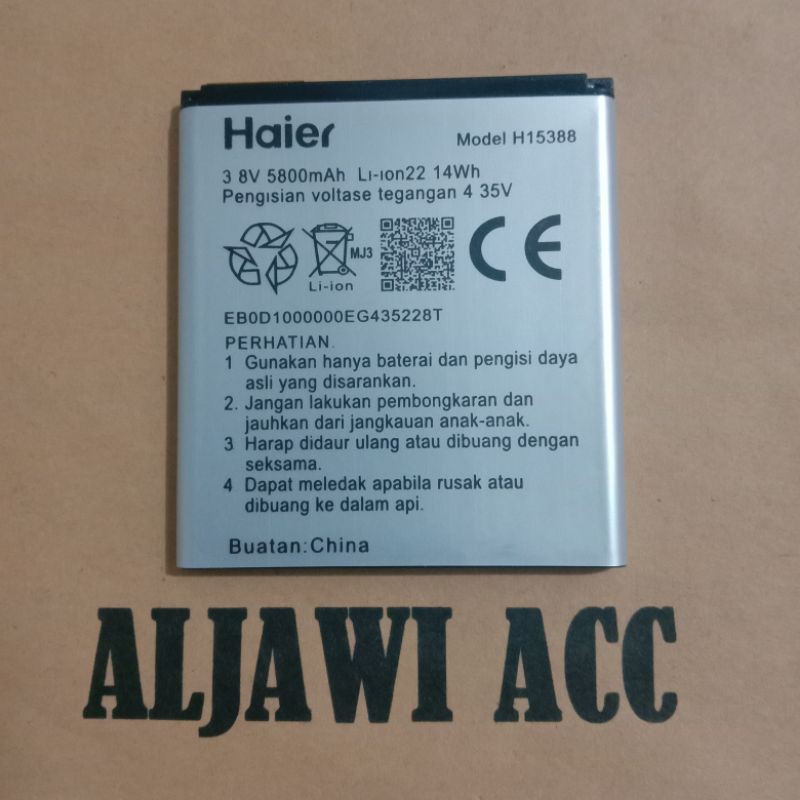 Haier
Model H15388
3 8V 5800mAh Li-ion22 14Wh
Pengisian voltase tegangan 4 35V
MJ3
Li-ion
CE
EB0D1000000EG435228T
PERHATIAN.
1 Gunakan hanya baterai dan pengisi daya
asli yang disarankan.
2. Jangan lakukan pembongkaran dan
jauhkan dari jangkauan anak-anak.
3 Harap didaur ulang atau dibuang dengan
seksama.
4 Dapat meledak apabila rusak atau
dibuang ke dalam api.
Buatan:China
ALJAWI ACC